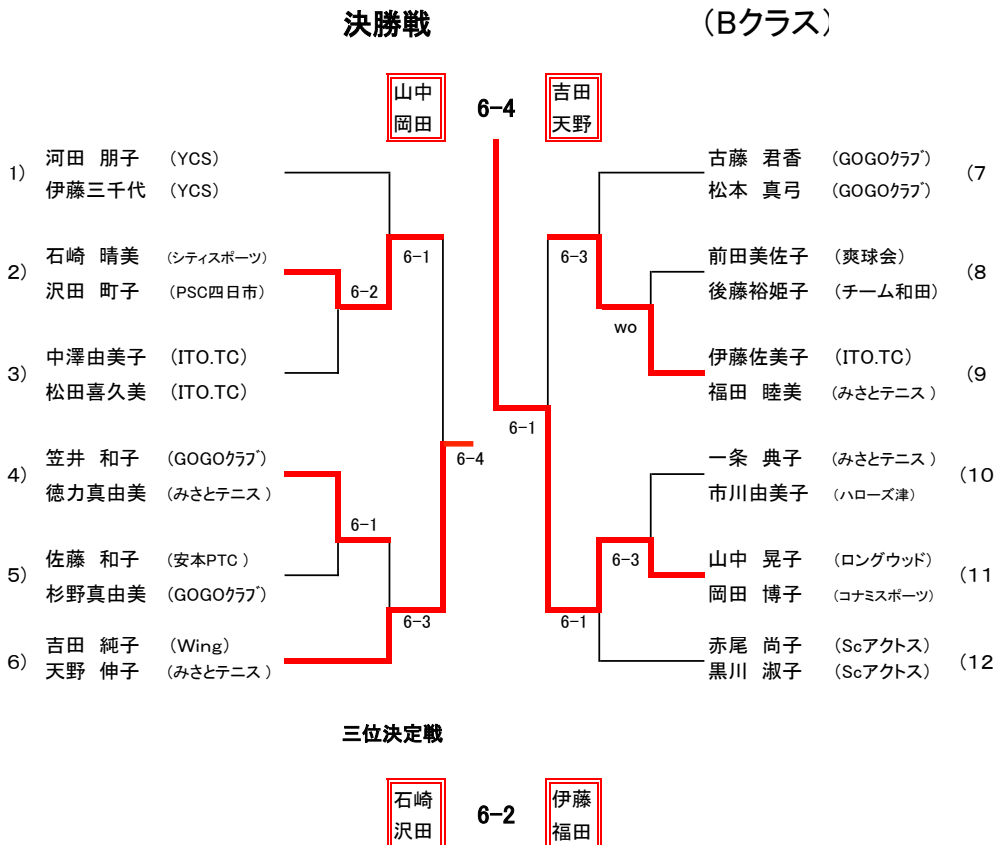 決勝戦 （Bクラス）
山中 岡田 6-4 吉田 天野
1) 河田 朋子 (YCS)
伊藤三千代 (YCS)
2) 石崎 晴美 (シティスポーツ)
沢田 町子 (PSC四日市)
3) 中澤由美子 (ITO.TC)
松田喜久美 (ITO.TC)
4) 笠井 和子 (GOGOｸﾗﾌﾞ)
徳力真由美 (みさとテニス)
5) 佐藤 和子 (安本PTC)
杉野真由美 (GOGOｸﾗﾌﾞ)
6) 吉田 純子 (Wing)
天野 伸子 (みさとテニス)
6-1
6-2
6-4
6-1
6-3
古藤 君香 (GOGOｸﾗﾌﾞ) (7
松本 真弓 (GOGOｸﾗﾌﾞ)
前田美佐子 (爽球会) (8
後藤裕姫子 (チーム和田)
伊藤佐美子 (ITO.TC) (9
福田 睦美 (みさとテニス)
一条 典子 (みさとテニス) (10
市川由美子 (ハローズ津)
山中 晃子 (ロングウッド) (11
岡田 博子 (コナミスポーツ)
赤尾 尚子 (Scアクトス) (12
黒川 淑子 (Scアクトス)
6-3
wo
6-1
6-3
6-1
三位決定戦
石崎 沢田 6-2 伊藤 福田